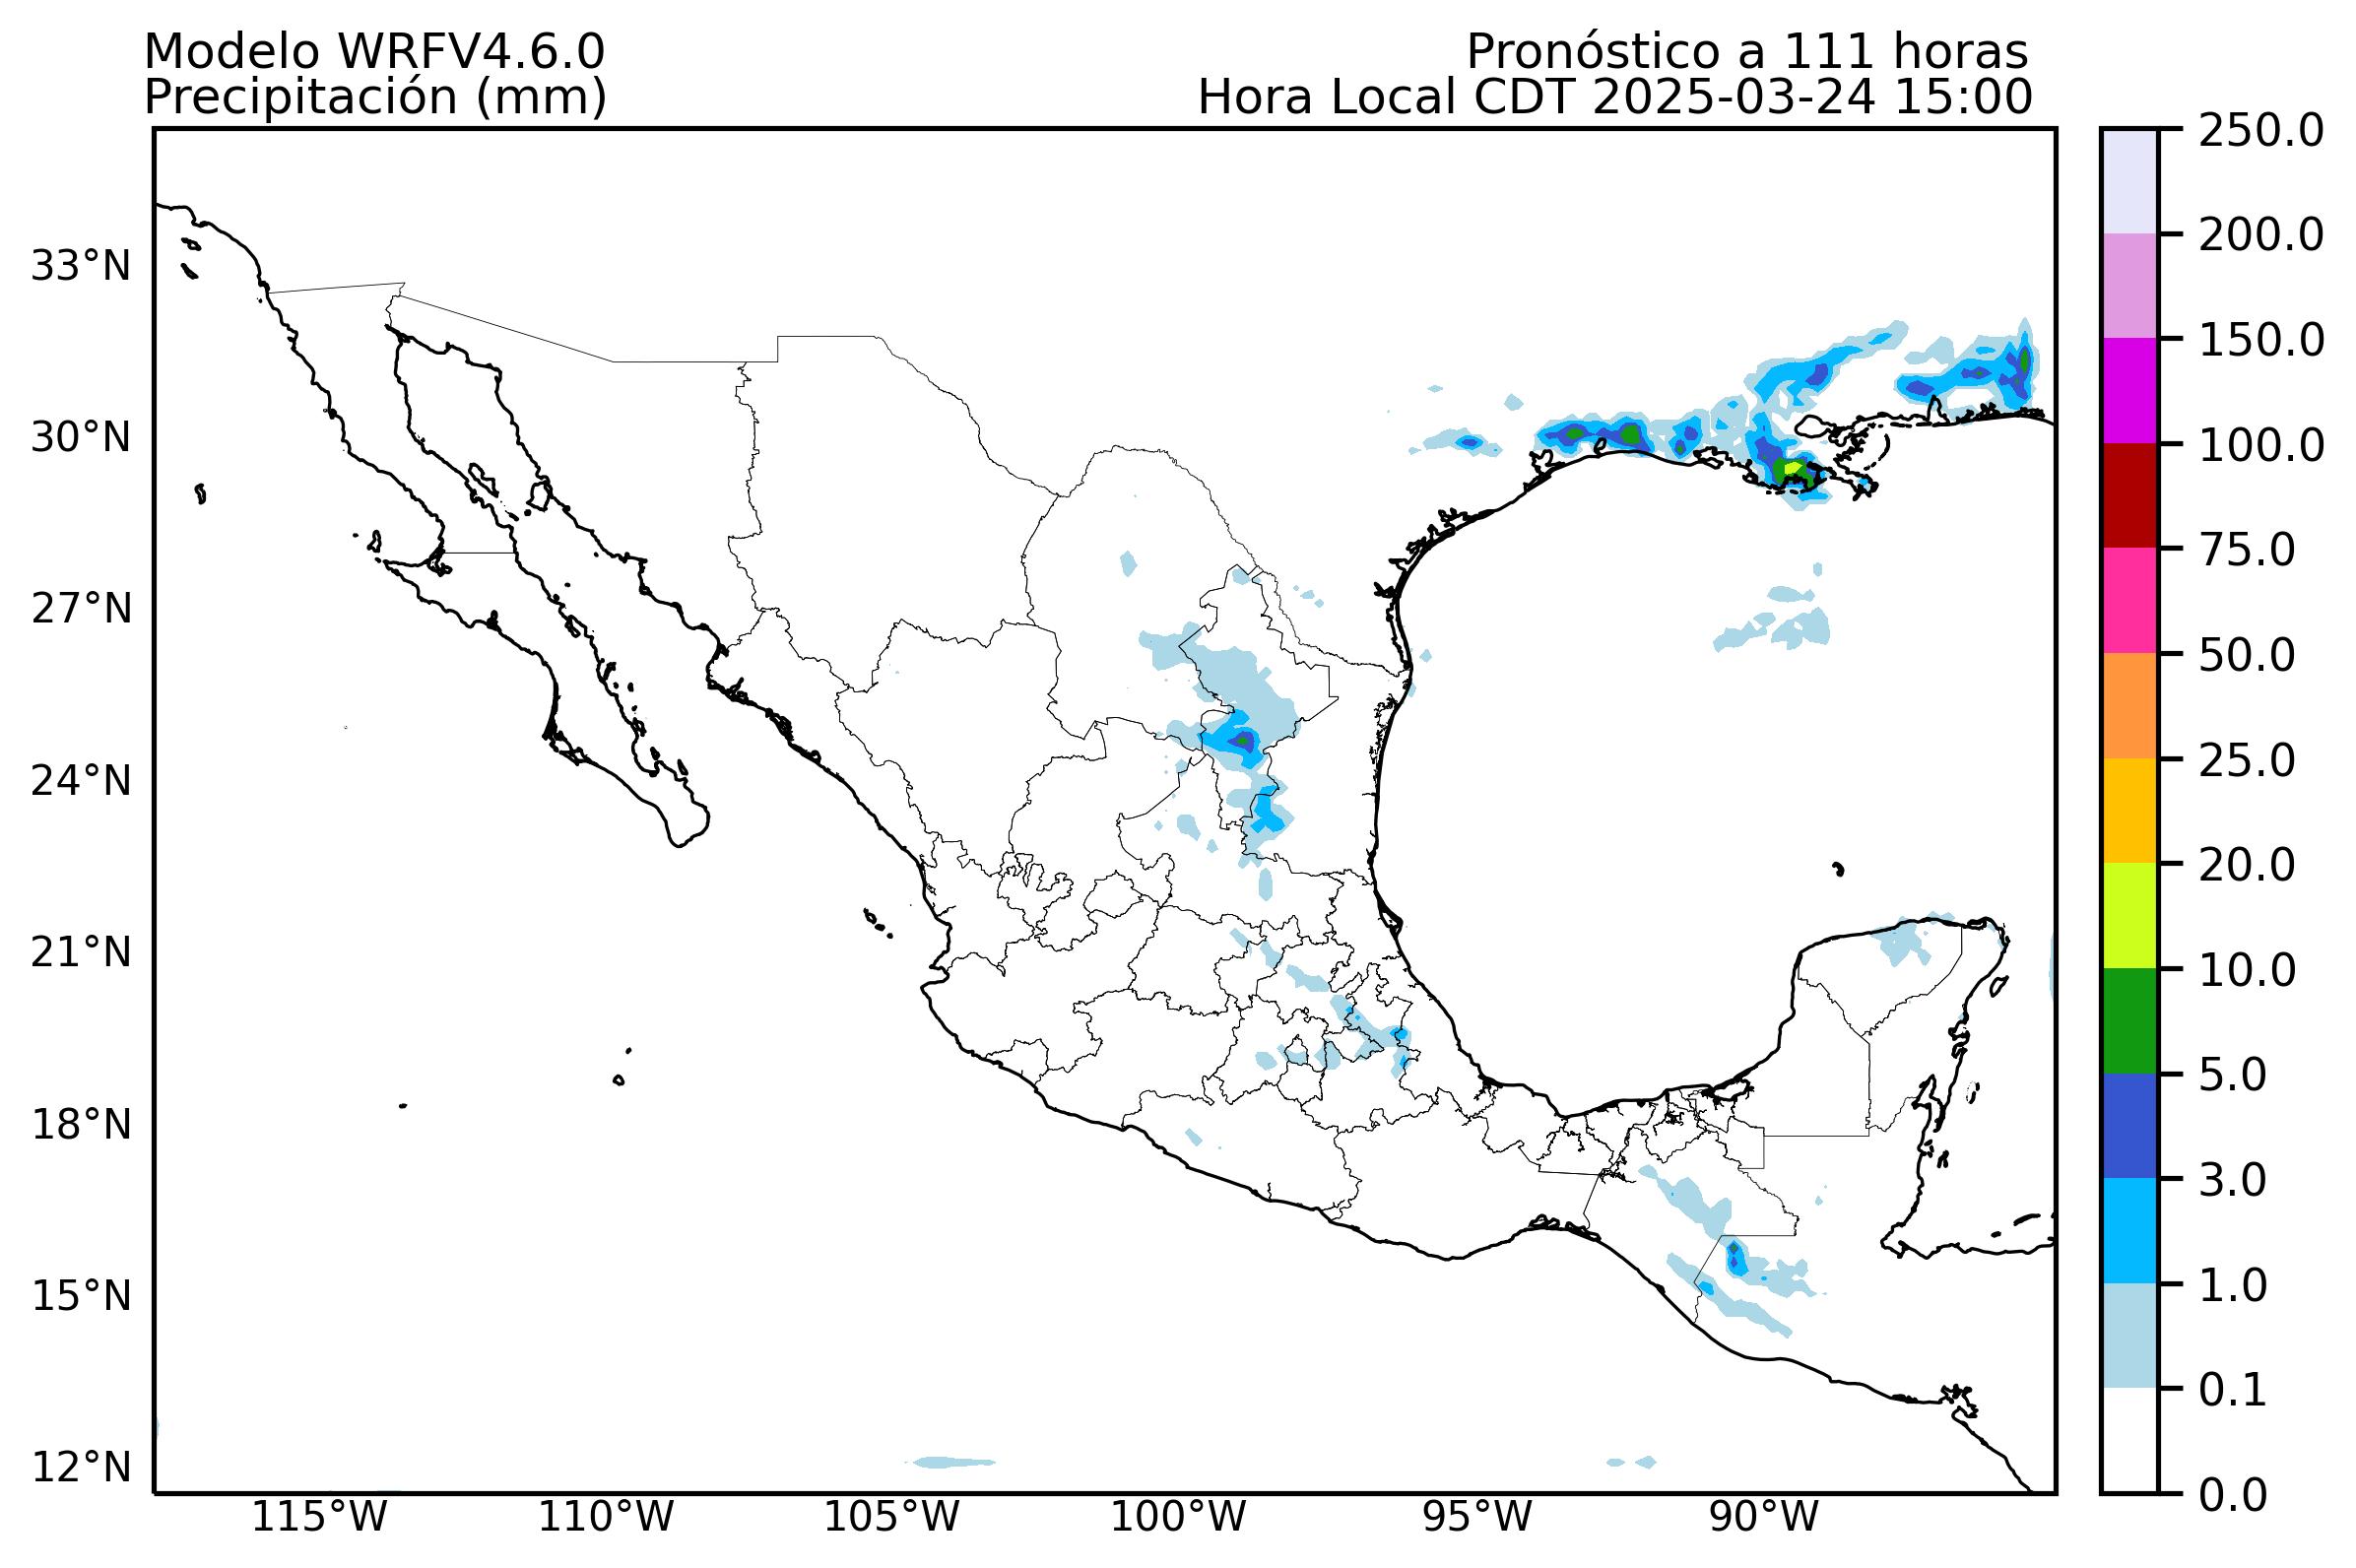 Modelo WRFV4.6.0
Precipitación (mm)
Pronóstico a 111 horas
Hora Local CDT 2025-03-24 15:00
33°N
30°N
27°N
24°N
21°N
18°N
15°N
12°N
115°W
110°W
105°W
100°W
95°W
90°W
250.0
200.0
150.0
100.0
75.0
50.0
25.0
20.0
10.0
5.0
3.0
1.0
0.1
0.0